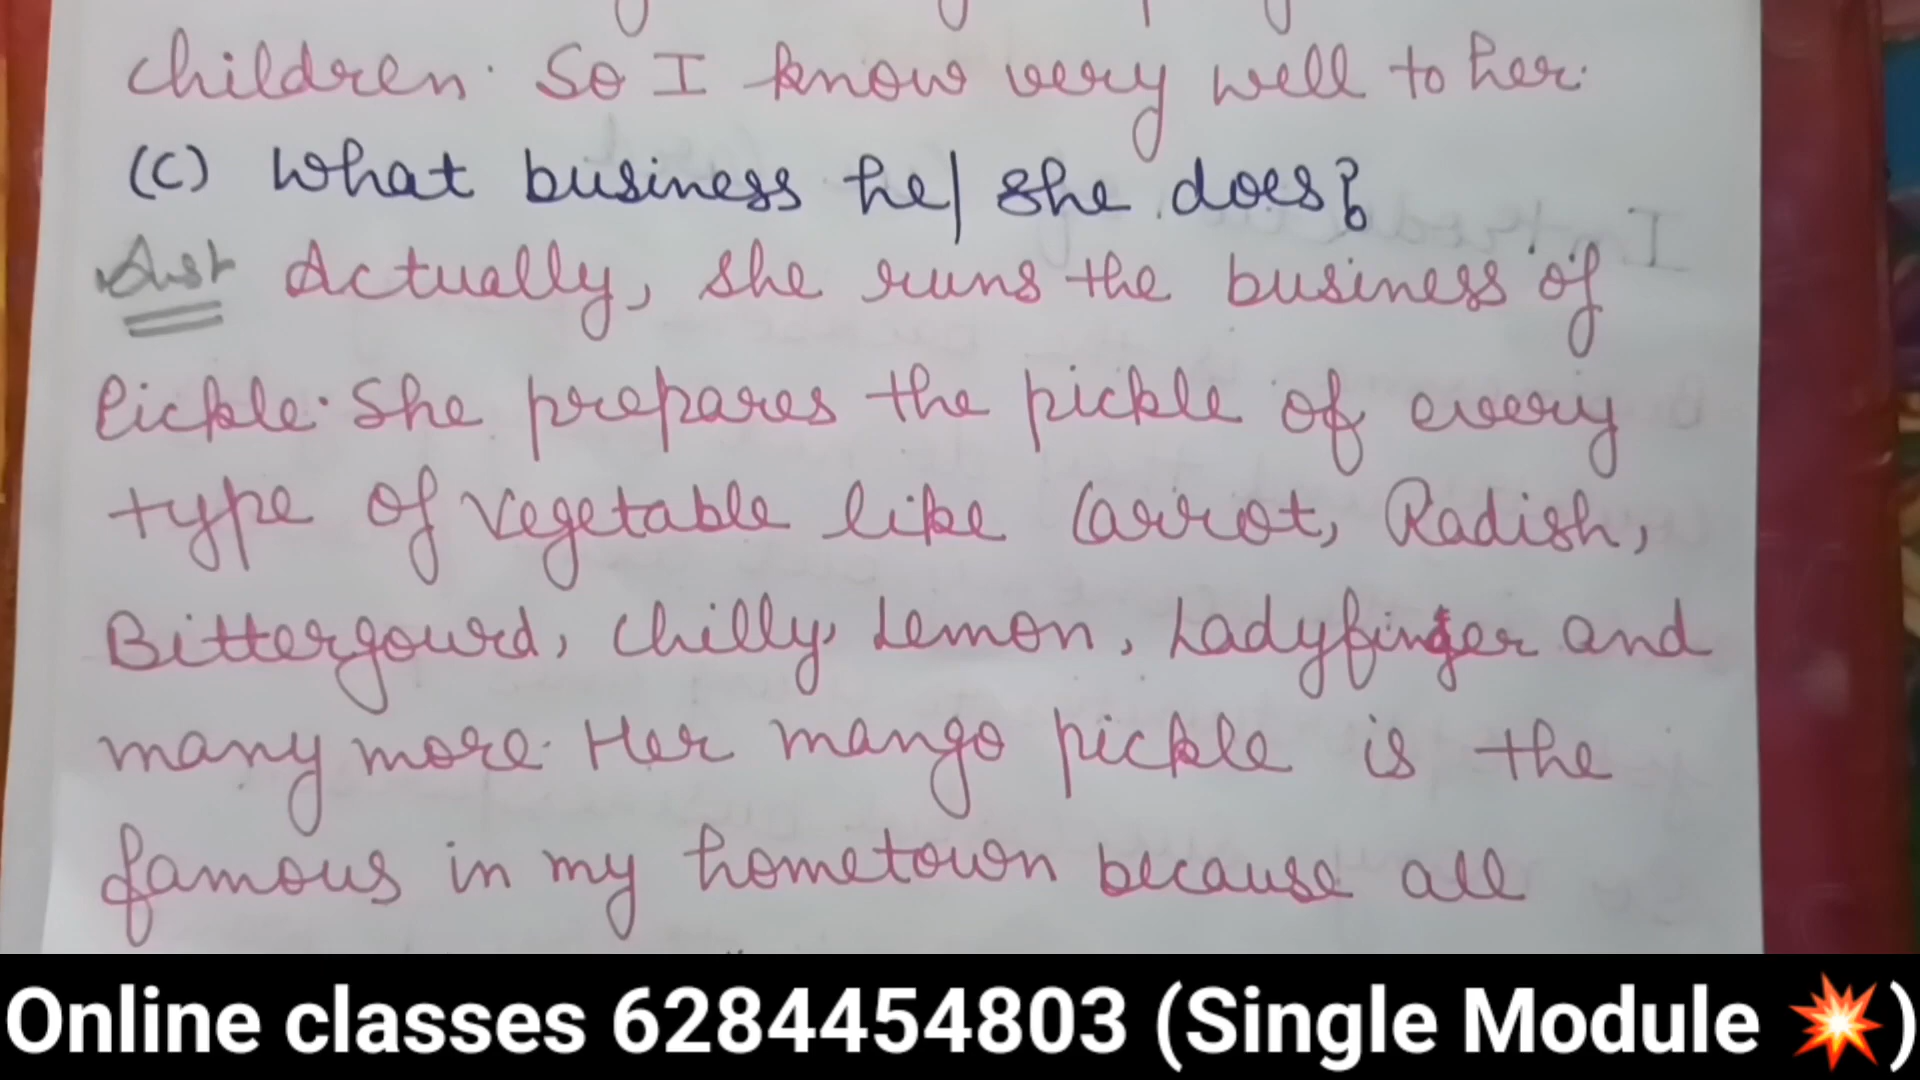 children. So I know very well to her.
(C) What business he/she does?
Ans: Actually, she runs the business of
Pickle. She prepares the pickle of every
type of vegetable like Carrot, Radish,
Bittergourd, Chilly, Lemon, Ladyfinger and
many more. Her mango pickle is the
famous in my hometown because all
Online classes 6284454803 (Single Module 💥)